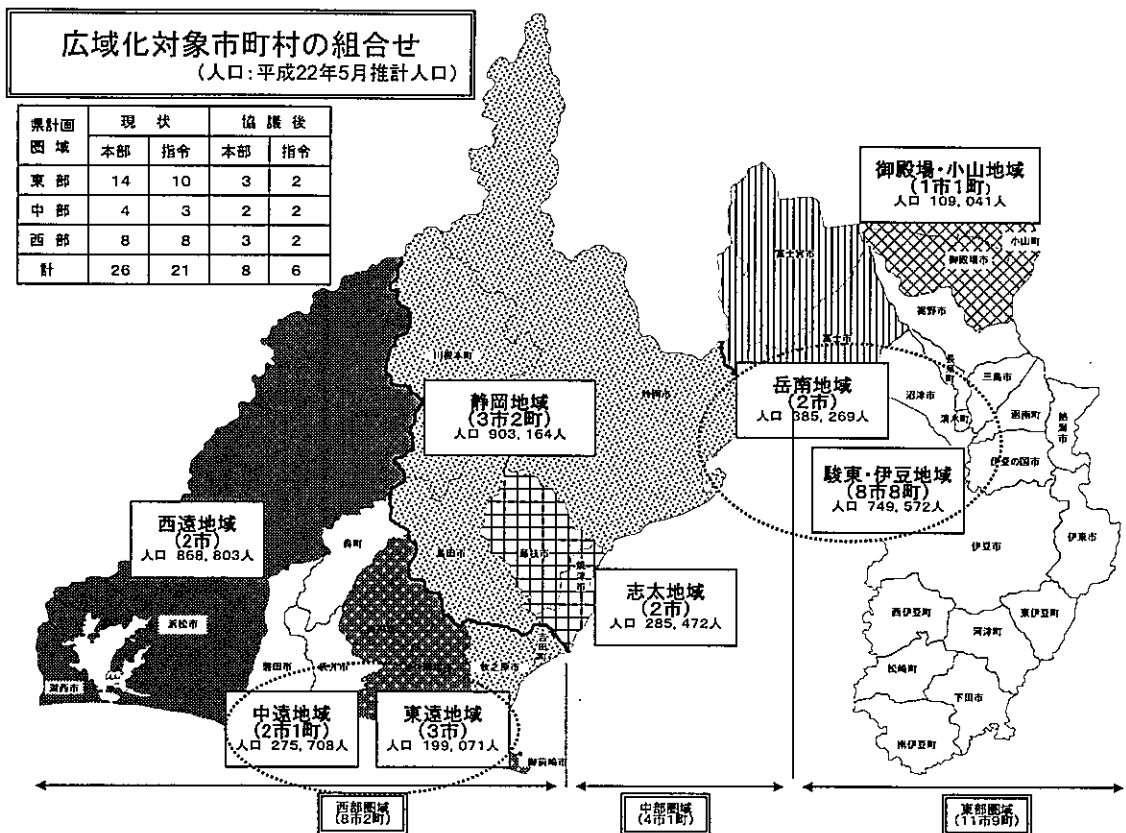 広域化対象市町村の組合せ
(人口:平成22年5月推計人口)
県計画圏域 現状 協議後
本部 指令 本部 指令
東部 14 10 3 2
中部 4 3 2 2
西部 8 8 3 2
計 26 21 8 6
御殿場・小山地域
(1市1町)
人口 109,041人
小山町
御殿場市
富士宮市
裾野市
富士市
川根本町
静岡市
長泉町
三島市
沼津市
清水町
函南町
熱海市
伊豆の国市
静岡地域
(3市2町)
人口 903,164人
岳南地域
(2市)
人口 385,269人
駿東・伊豆地域
(8市8町)
人口 749,572人
西遠地域
(2市)
人口 868,803人
森町
島田市
藤枝市
焼津市
伊豆市
伊東市
志太地域
(2市)
人口 285,472人
西伊豆町
東伊豆町
河津町
浜松市
湖西市
磐田市
袋井市
牧之原市
松崎町
下田市
南伊豆町
中遠地域
(2市1町)
人口 275,708人
東遠地域
(3市)
人口 199,071人
御前崎市
西部圏域
(8市2町)
中部圏域
(4市1町)
東部圏域
(11市9町)